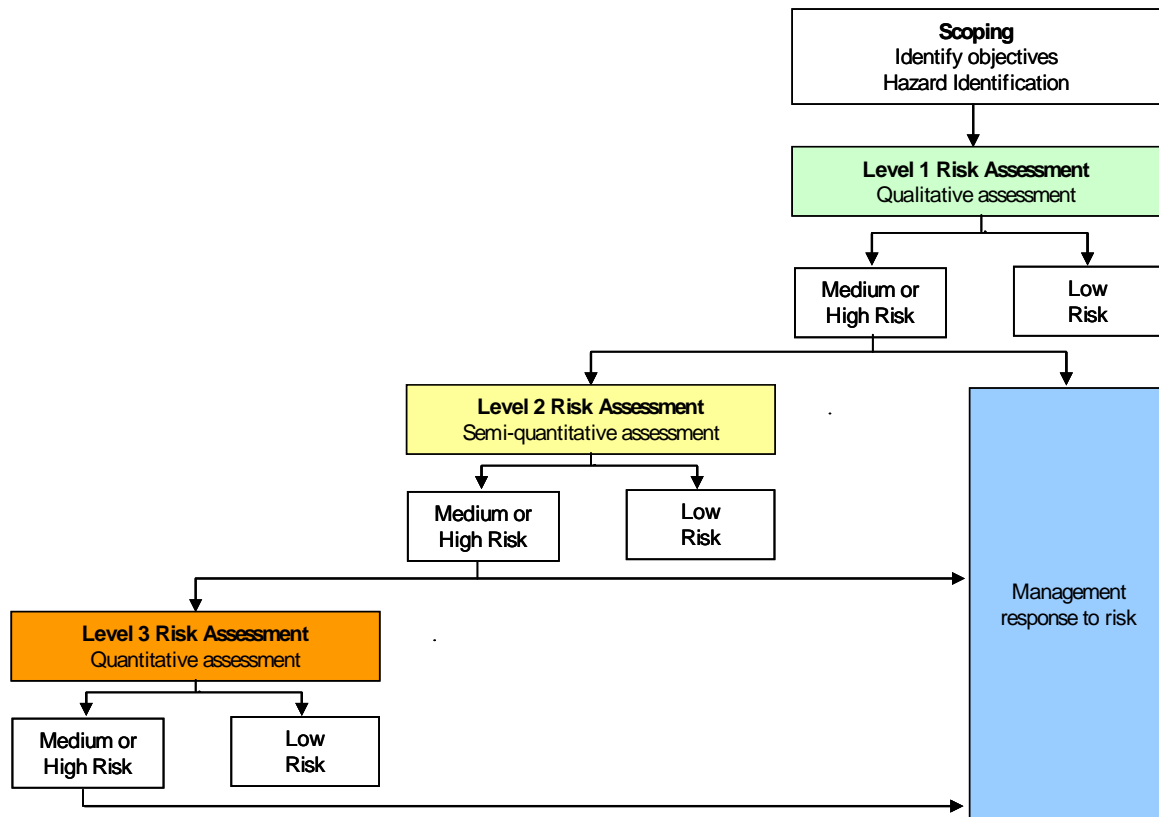 Scoping
Identify objectives
Hazard Identification
Level 1 Risk Assessment
Qualitative assessment
Medium or
High Risk
Low
Risk
Level 2 Risk Assessment
Semi-quantitative assessment
Medium or
High Risk
Low
Risk
Management
response to risk
Level 3 Risk Assessment
Quantitative assessment
Medium or
High Risk
Low
Risk